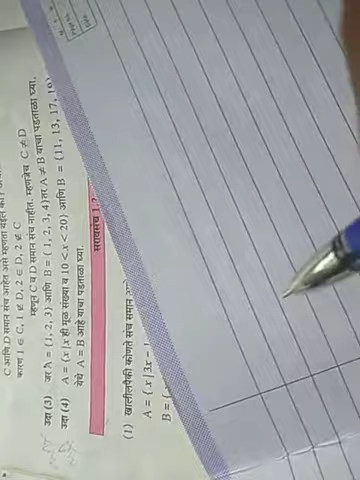 C आणि D समान संच आहेत असे म्हणता येईल का?
कारण 1 ∈ C, 1 ∉ D, 2 ∈ D, 2 ∉ C
म्हणून C व D समान संच नाहीत. म्हणजेच C ≠ D
उदा (3) जर A = {1, 2, 3} आणि B = {1, 2, 3, 4}तर A ≠ B याचा पडताळा घ्या.
उदा (4) A = {x | x ही मूळ संख्या व 10 < x < 20} आणि B = {11, 13, 17, 19}
येथे A = B आहे याचा पडताळा घ्या.
सरावसंच 1.2
(1) खालीलपैकी कोणते संच समान
A = { x | 3x -
B = {